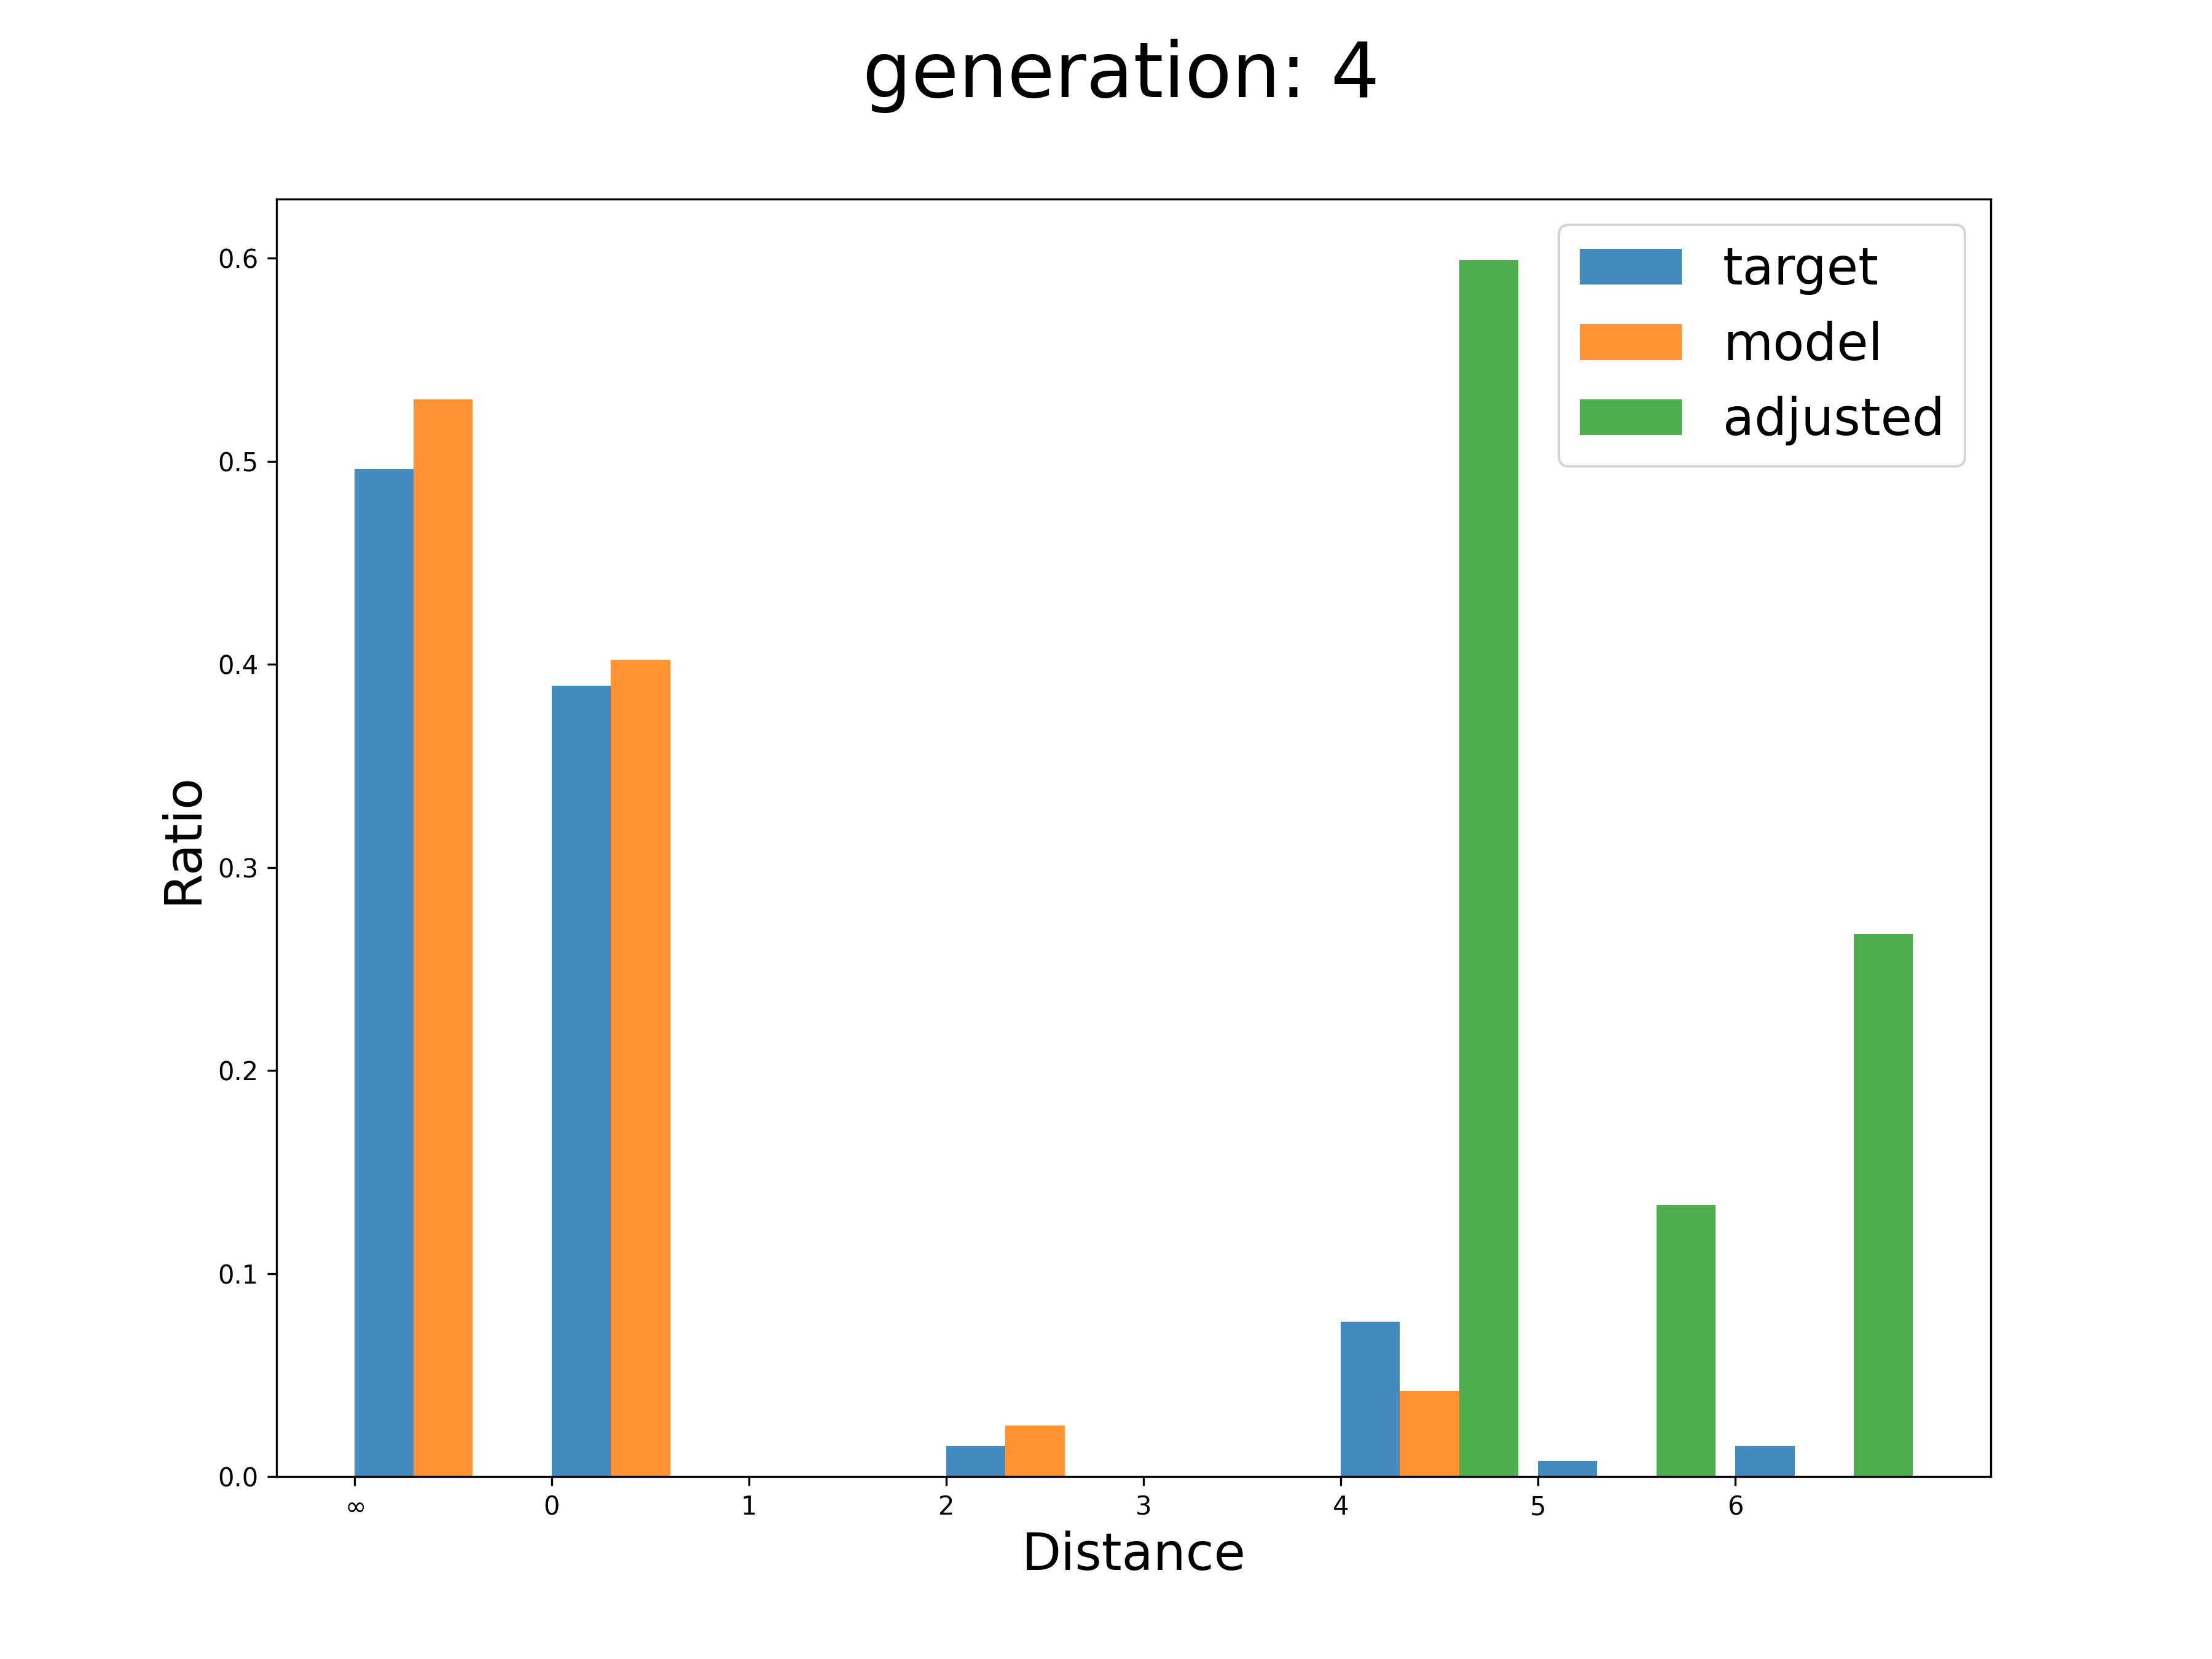 generation: 4
target
model
adjusted
Ratio
0.6
0.5
0.4
0.3
0.2
0.1
0.0
∞ 0 1 2 3 4 5 6
Distance